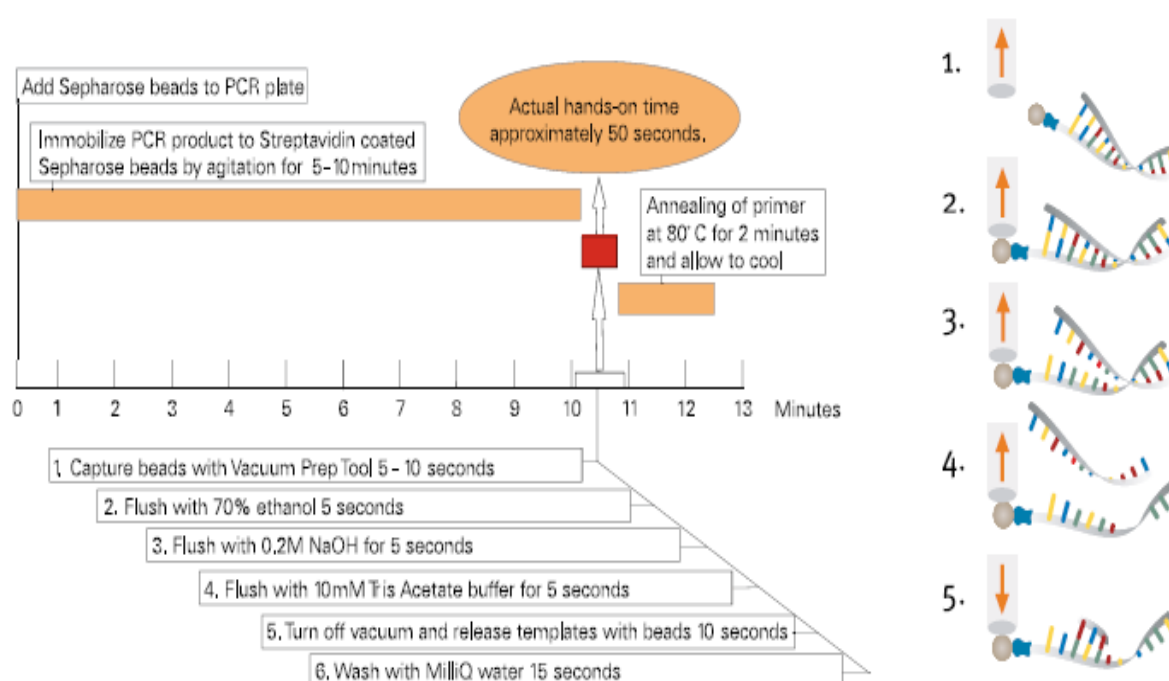 Add Sepharose beads to PCR plate
Immobilize PCR product to Streptavidin coated
Sepharose beads by agitation for 5-10 minutes
Actual hands-on time
approximately 50 seconds.
Annealing of primer
at 80°C for 2 minutes
and allow to cool
0 1 2 3 4 5 6 7 8 9 10 11 12 13 Minutes
1. Capture beads with Vacuum Prep Tool 5-10 seconds
2. Flush with 70% ethanol 5 seconds
3. Flush with 0.2M NaOH for 5 seconds
4. Flush with 10mM Tris Acetate buffer for 5 seconds
5. Turn off vacuum and release templates with beads 10 seconds
6. Wash with MilliQ water 15 seconds
1.
2.
3.
4.
5.